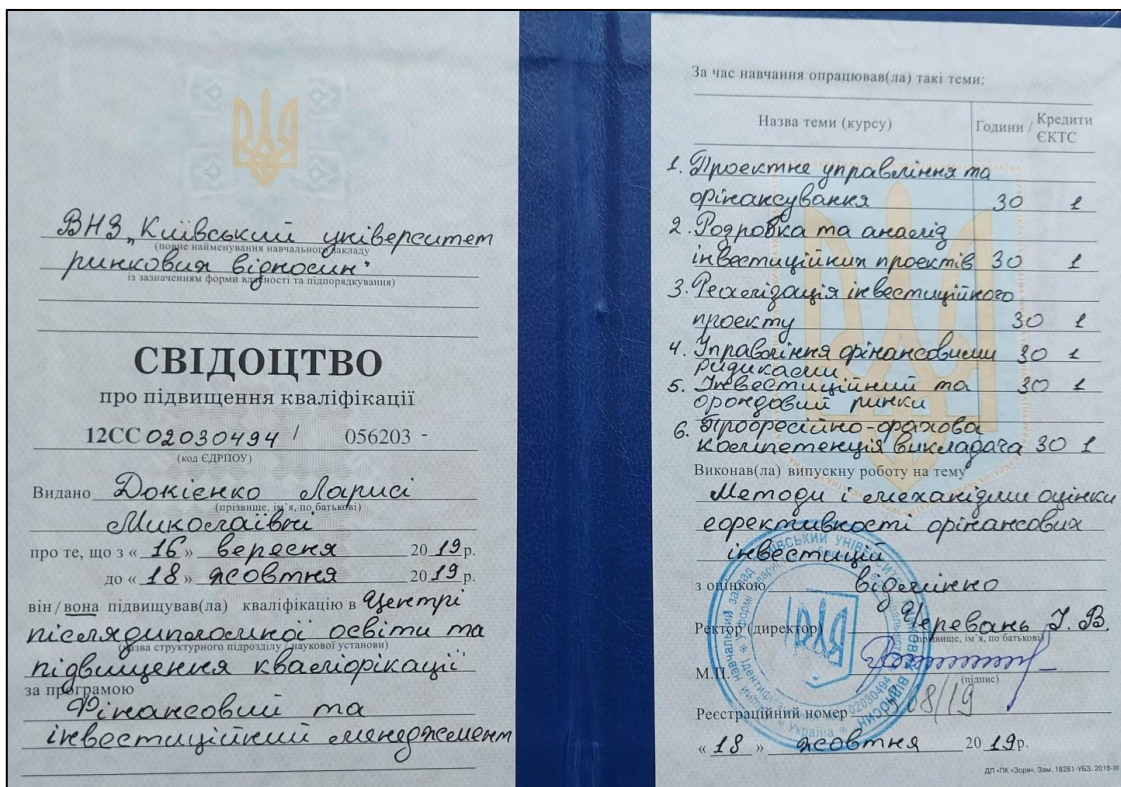 ВНЗ „Київський університет
(повне найменування навчального закладу
ринкових відносин"
із зазначенням форми власності та підпорядкування)
СВІДОЦТВО
про підвищення кваліфікації
12СС 02030494 / 056203 -
(код ЄДРПОУ)
Видано Докієнко Ларисі
(прізвище, ім'я, по батькові)
Миколаївні
про те, що з « 16 » вересня 2019 р.
до « 18 » жовтня 2019 р.
він / вона підвищував(ла) кваліфікацію в Центрі
післядипломної освіти та
(назва структурного підрозділу / наукової установи)
підвищення кваліфікації
за програмою
Фінансовий та
інвестиційний менеджмент
За час навчання опрацював(ла) такі теми:
Назва теми (курсу) Години / Кредити
ЄКТС
1. Проектне управління та
фінансування 30 1
2. Розробка та аналіз
інвестиційних проектів 30 1
3. Реалізація інвестиційного
проекту 30 1
4. Управління фінансовими 30 1
ризиками
5. Інвестиційний та 30 1
фондовий ринки
6. Професійно-фахова
компетенція викладача 30 1
Виконав(ла) випускну роботу на тему
Методи і механізми оцінки
ефективності фінансових
інвестицій
з оцінкою відмінно
Ректор (директор) Черевань І. В.
(прізвище, ім'я, по батькові)
М.П.
(підпис)
Реєстраційний номер 08/19
« 18 » жовтня 2019р.
ДП «ПК «Зоря». Зам. 18281-УБЗ. 2018-III